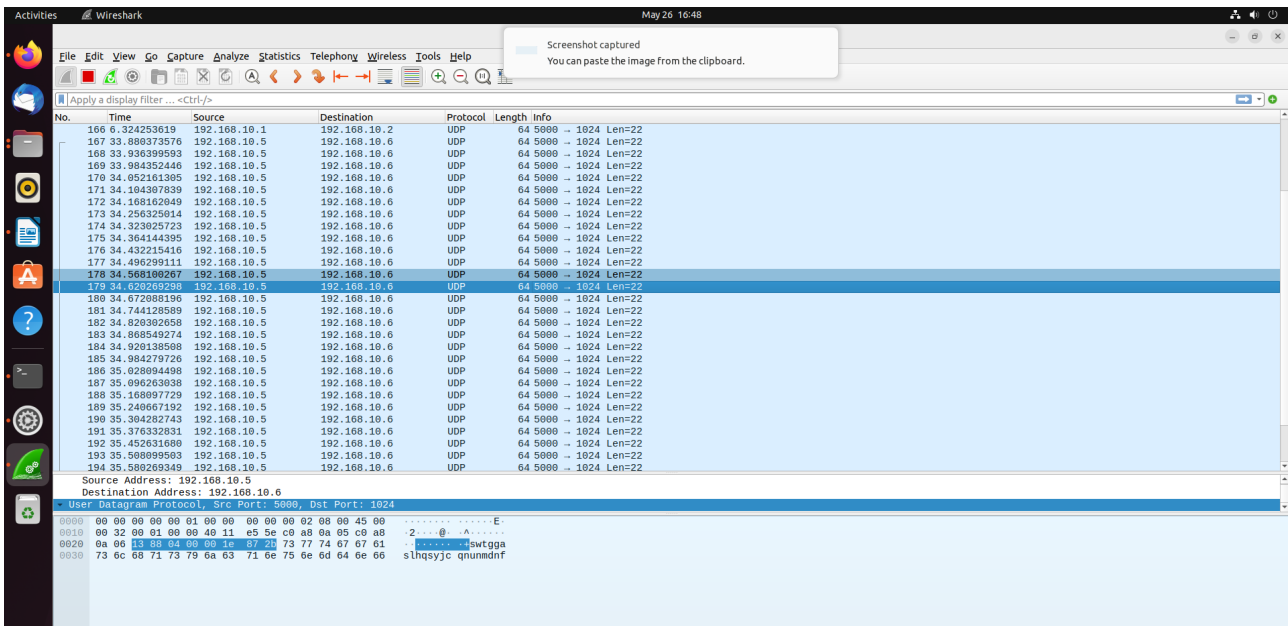 Activities Wireshark May 26 16:48
Screenshot captured
You can paste the image from the clipboard.
File Edit View Go Capture Analyze Statistics Telephony Wireless Tools Help
Apply a display filter … <Ctrl-/>
No. Time Source Destination Protocol Length Info
166 6.324253619 192.168.10.1 192.168.10.2 UDP 64 5000 → 1024 Len=22
167 33.880373576 192.168.10.5 192.168.10.6 UDP 64 5000 → 1024 Len=22
168 33.936399593 192.168.10.5 192.168.10.6 UDP 64 5000 → 1024 Len=22
169 33.984352446 192.168.10.5 192.168.10.6 UDP 64 5000 → 1024 Len=22
170 34.052161305 192.168.10.5 192.168.10.6 UDP 64 5000 → 1024 Len=22
171 34.104307839 192.168.10.5 192.168.10.6 UDP 64 5000 → 1024 Len=22
172 34.168162049 192.168.10.5 192.168.10.6 UDP 64 5000 → 1024 Len=22
173 34.256325014 192.168.10.5 192.168.10.6 UDP 64 5000 → 1024 Len=22
174 34.323025723 192.168.10.5 192.168.10.6 UDP 64 5000 → 1024 Len=22
175 34.364144395 192.168.10.5 192.168.10.6 UDP 64 5000 → 1024 Len=22
176 34.432215416 192.168.10.5 192.168.10.6 UDP 64 5000 → 1024 Len=22
177 34.496299111 192.168.10.5 192.168.10.6 UDP 64 5000 → 1024 Len=22
178 34.568100267 192.168.10.5 192.168.10.6 UDP 64 5000 → 1024 Len=22
179 34.620269298 192.168.10.5 192.168.10.6 UDP 64 5000 → 1024 Len=22
180 34.672088196 192.168.10.5 192.168.10.6 UDP 64 5000 → 1024 Len=22
181 34.744128589 192.168.10.5 192.168.10.6 UDP 64 5000 → 1024 Len=22
182 34.820302658 192.168.10.5 192.168.10.6 UDP 64 5000 → 1024 Len=22
183 34.868549274 192.168.10.5 192.168.10.6 UDP 64 5000 → 1024 Len=22
184 34.920138508 192.168.10.5 192.168.10.6 UDP 64 5000 → 1024 Len=22
185 34.984279726 192.168.10.5 192.168.10.6 UDP 64 5000 → 1024 Len=22
186 35.028094498 192.168.10.5 192.168.10.6 UDP 64 5000 → 1024 Len=22
187 35.096263038 192.168.10.5 192.168.10.6 UDP 64 5000 → 1024 Len=22
188 35.168097729 192.168.10.5 192.168.10.6 UDP 64 5000 → 1024 Len=22
189 35.240667192 192.168.10.5 192.168.10.6 UDP 64 5000 → 1024 Len=22
190 35.304282743 192.168.10.5 192.168.10.6 UDP 64 5000 → 1024 Len=22
191 35.376332831 192.168.10.5 192.168.10.6 UDP 64 5000 → 1024 Len=22
192 35.452631680 192.168.10.5 192.168.10.6 UDP 64 5000 → 1024 Len=22
193 35.508099503 192.168.10.5 192.168.10.6 UDP 64 5000 → 1024 Len=22
194 35.580269349 192.168.10.5 192.168.10.6 UDP 64 5000 → 1024 Len=22
Source Address: 192.168.10.5
Destination Address: 192.168.10.6
User Datagram Protocol, Src Port: 5000, Dst Port: 1024
0000 00 00 00 00 00 01 00 00 00 00 00 02 08 00 45 00 ········ ······E·
0010 00 32 00 01 00 00 40 11 e5 5e c0 a8 0a 05 c0 a8 ·2····@· ·^······
0020 0a 06 13 88 04 00 00 1e 87 2b 73 77 74 67 67 61 ········ ·+swtgga
0030 73 6c 68 71 73 79 6a 63 71 6e 75 6e 6d 64 6e 66 slhqsyjc qnunmdnf